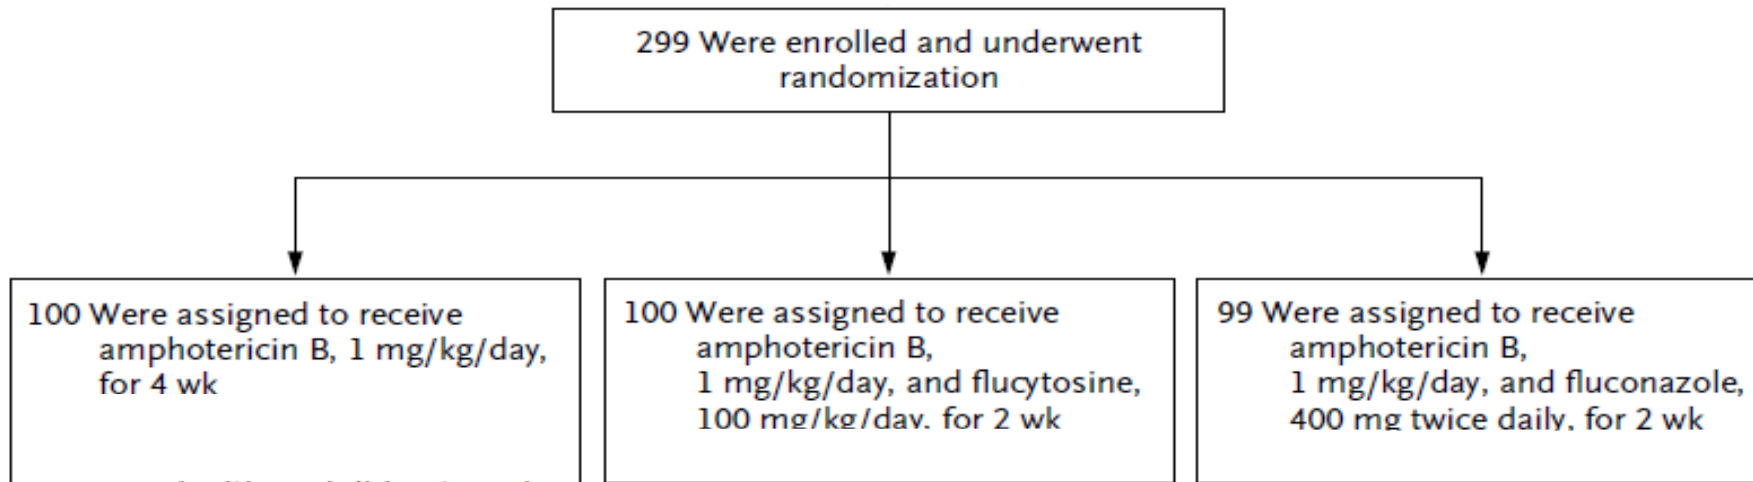 299 Were enrolled and underwent
randomization
100 Were assigned to receive
amphotericin B, 1 mg/kg/day,
for 4 wk
100 Were assigned to receive
amphotericin B,
1 mg/kg/day, and flucytosine,
100 mg/kg/day, for 2 wk
99 Were assigned to receive
amphotericin B,
1 mg/kg/day, and fluconazole,
400 mg twice daily, for 2 wk